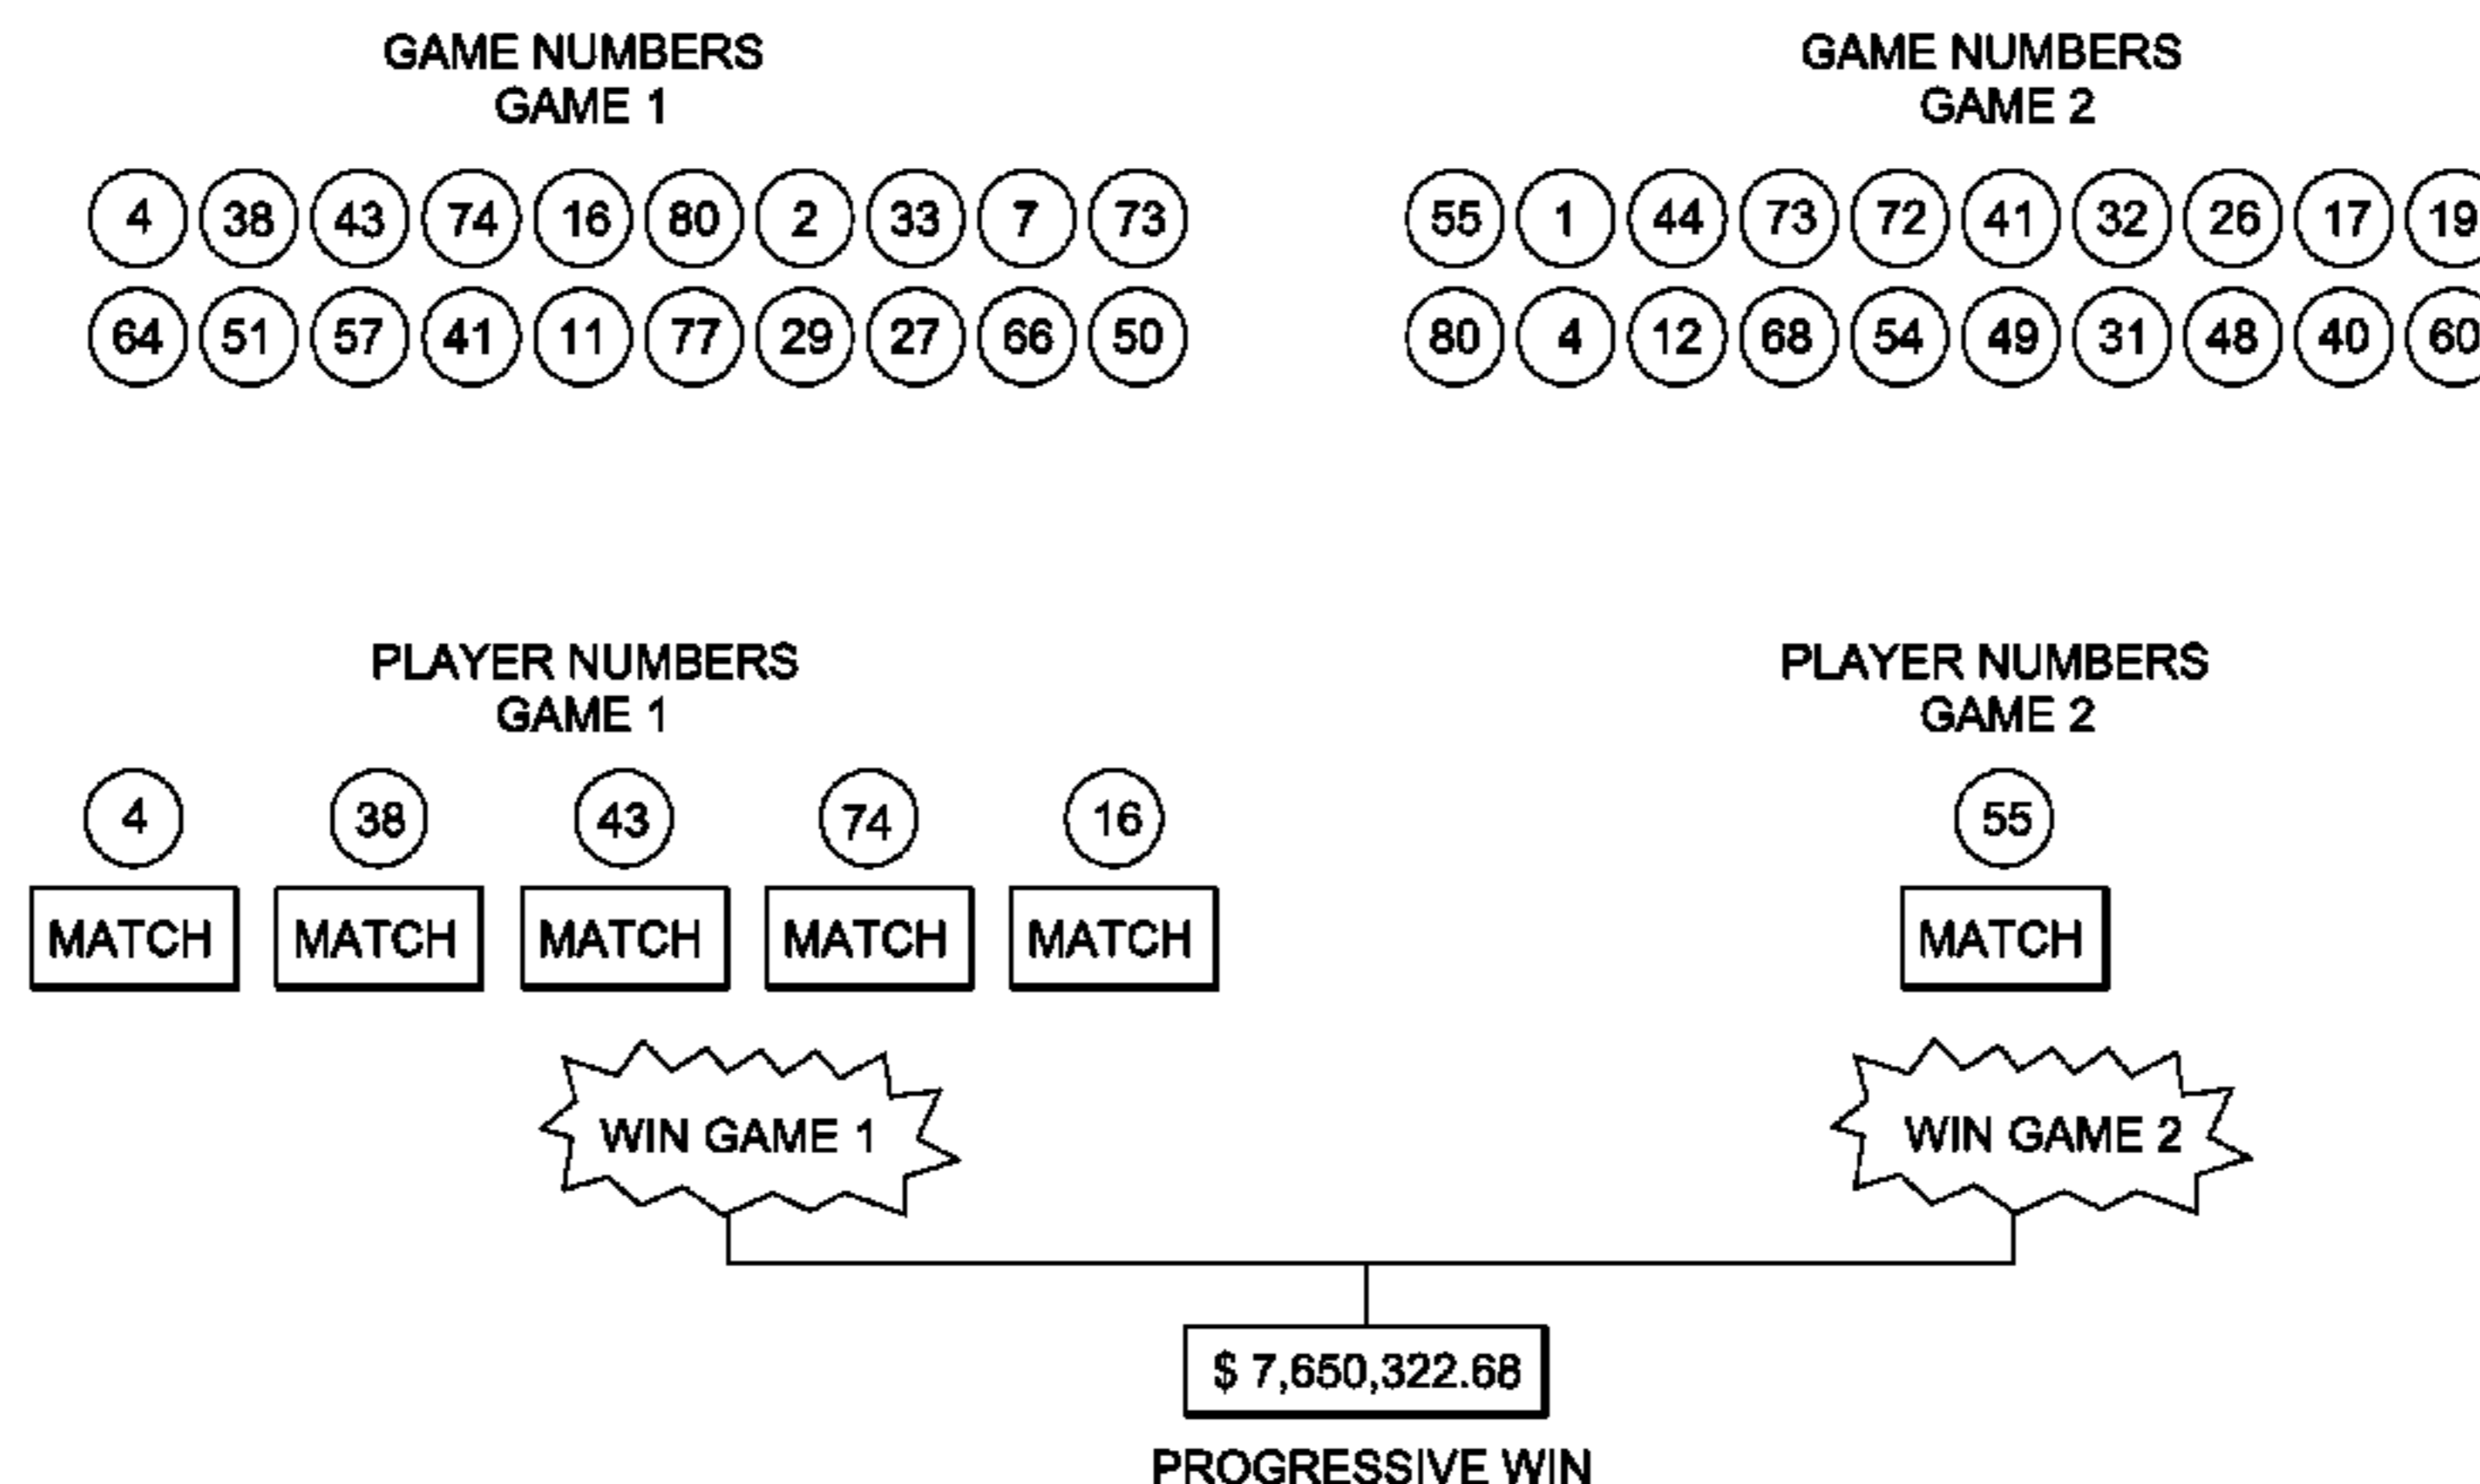 GAME NUMBERS
GAME 1
4 38 43 74 16 80 2 33 7 73
64 51 57 41 11 77 29 27 66 50
GAME NUMBERS
GAME 2
55 1 44 73 72 41 32 26 17 19
80 4 12 68 54 49 31 48 40 60
PLAYER NUMBERS
GAME 1
4 38 43 74 16
MATCH MATCH MATCH MATCH MATCH
WIN GAME 1
PLAYER NUMBERS
GAME 2
55
MATCH
WIN GAME 2
$ 7,650,322.68
PROGRESSIVE WIN